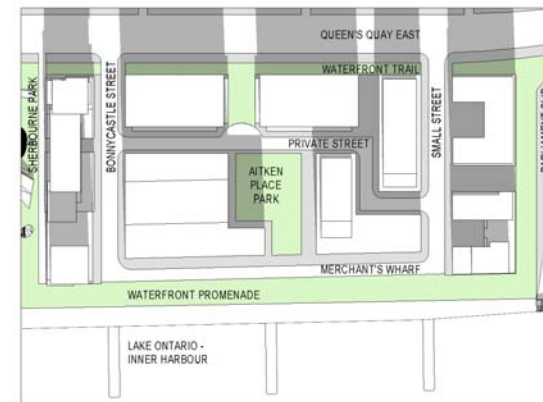 QUEEN'S QUAY EAST
WATERFRONT TRAIL
SHERBOURNE PARK
BONNYCASTLE STREET
SMALL STREET
PRIVATE STREET
AITKEN
PLACE
PARK
MERCHANT'S WHARF
WATERFRONT PROMENADE
LAKE ONTARIO -
INNER HARBOUR